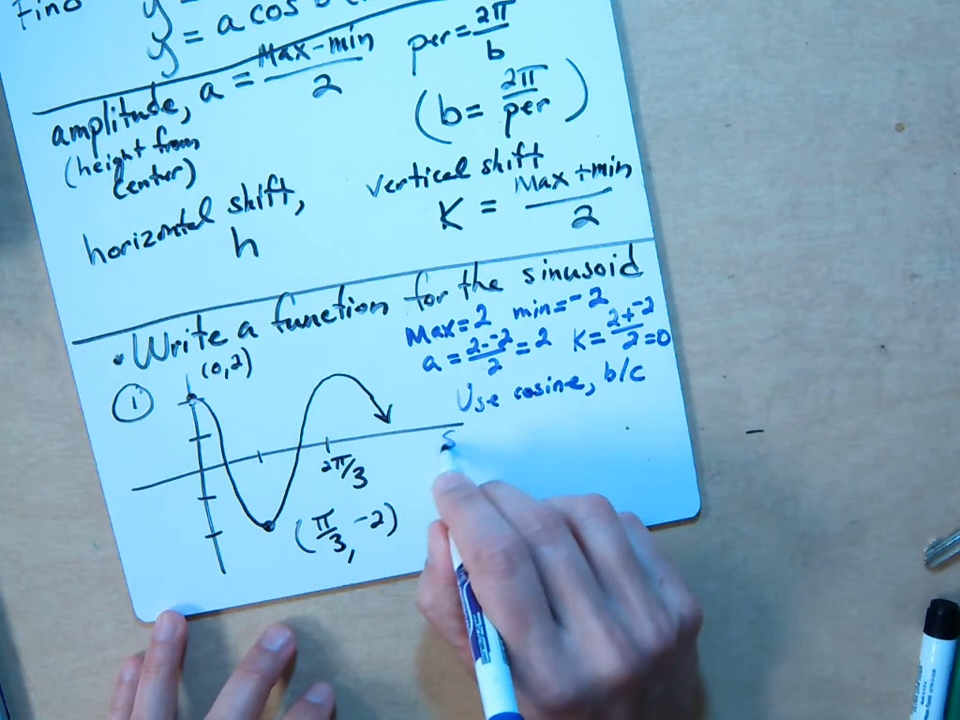 Find y =
y = a cos b
amplitude, a = Max-min / 2
(height from center)
per = 2π / b
(b = 2π / per)
horizontal shift, h
vertical shift
K = Max+min / 2
• Write a function for the sinusoid
Max=2 min=-2
a = 2--2 / 2 = 2 K = 2+-2 / 2 = 0
Use cosine, b/c
S
① (0,2)
2π/3
(π/3, -2)